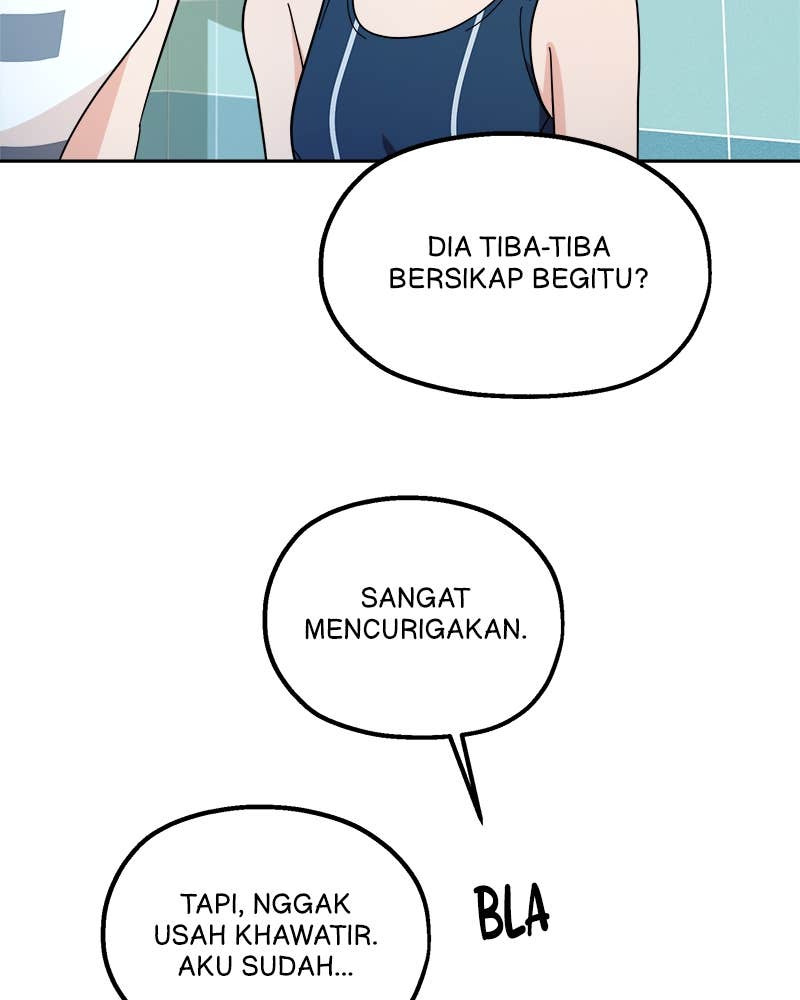 DIA TIBA-TIBA
BERSIKAP BEGITU?
SANGAT
MENCURIGAKAN.
TAPI, NGGAK
USAH KHAWATIR.
AKU SUDAH...
BLA